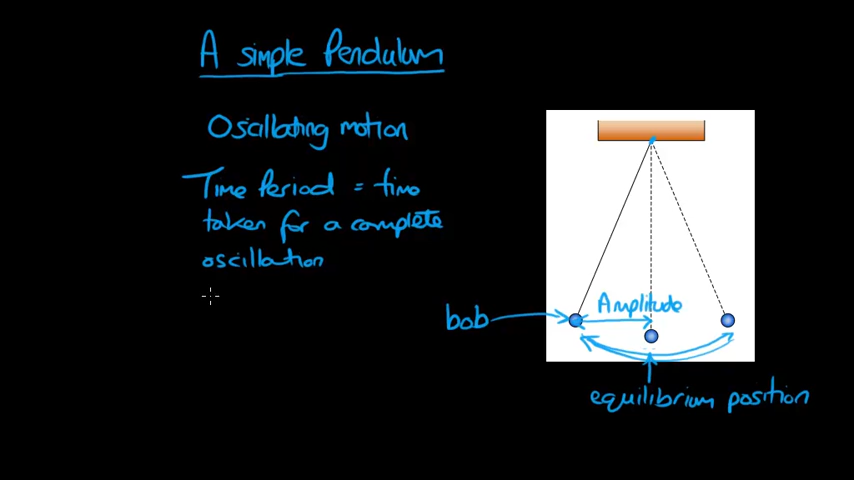 A simple Pendulum
Oscillating motion
Time Period = time
taken for a complete
oscillation
Amplitude
bob
equilibrium position